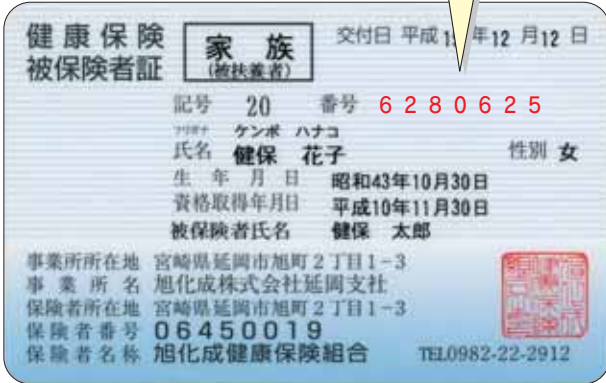 健康保険 家族 交付日 平成1 年12月12日
被保険者証 (被扶養者)
記号 20 番号 6280625
フリガナ ケンポ ハナコ
氏名 健保 花子 性別 女
生年月日 昭和43年10月30日
資格取得年月日 平成10年11月30日
被保険者氏名 健保 太郎
事業所所在地 宮崎県延岡市旭町2丁目1-3
事業所名 旭化成株式会社延岡支社
保険者所在地 宮崎県延岡市旭町2丁目1-3
保険者番号 06450019
保険者名称 旭化成健康保険組合 TEL0982-22-2912